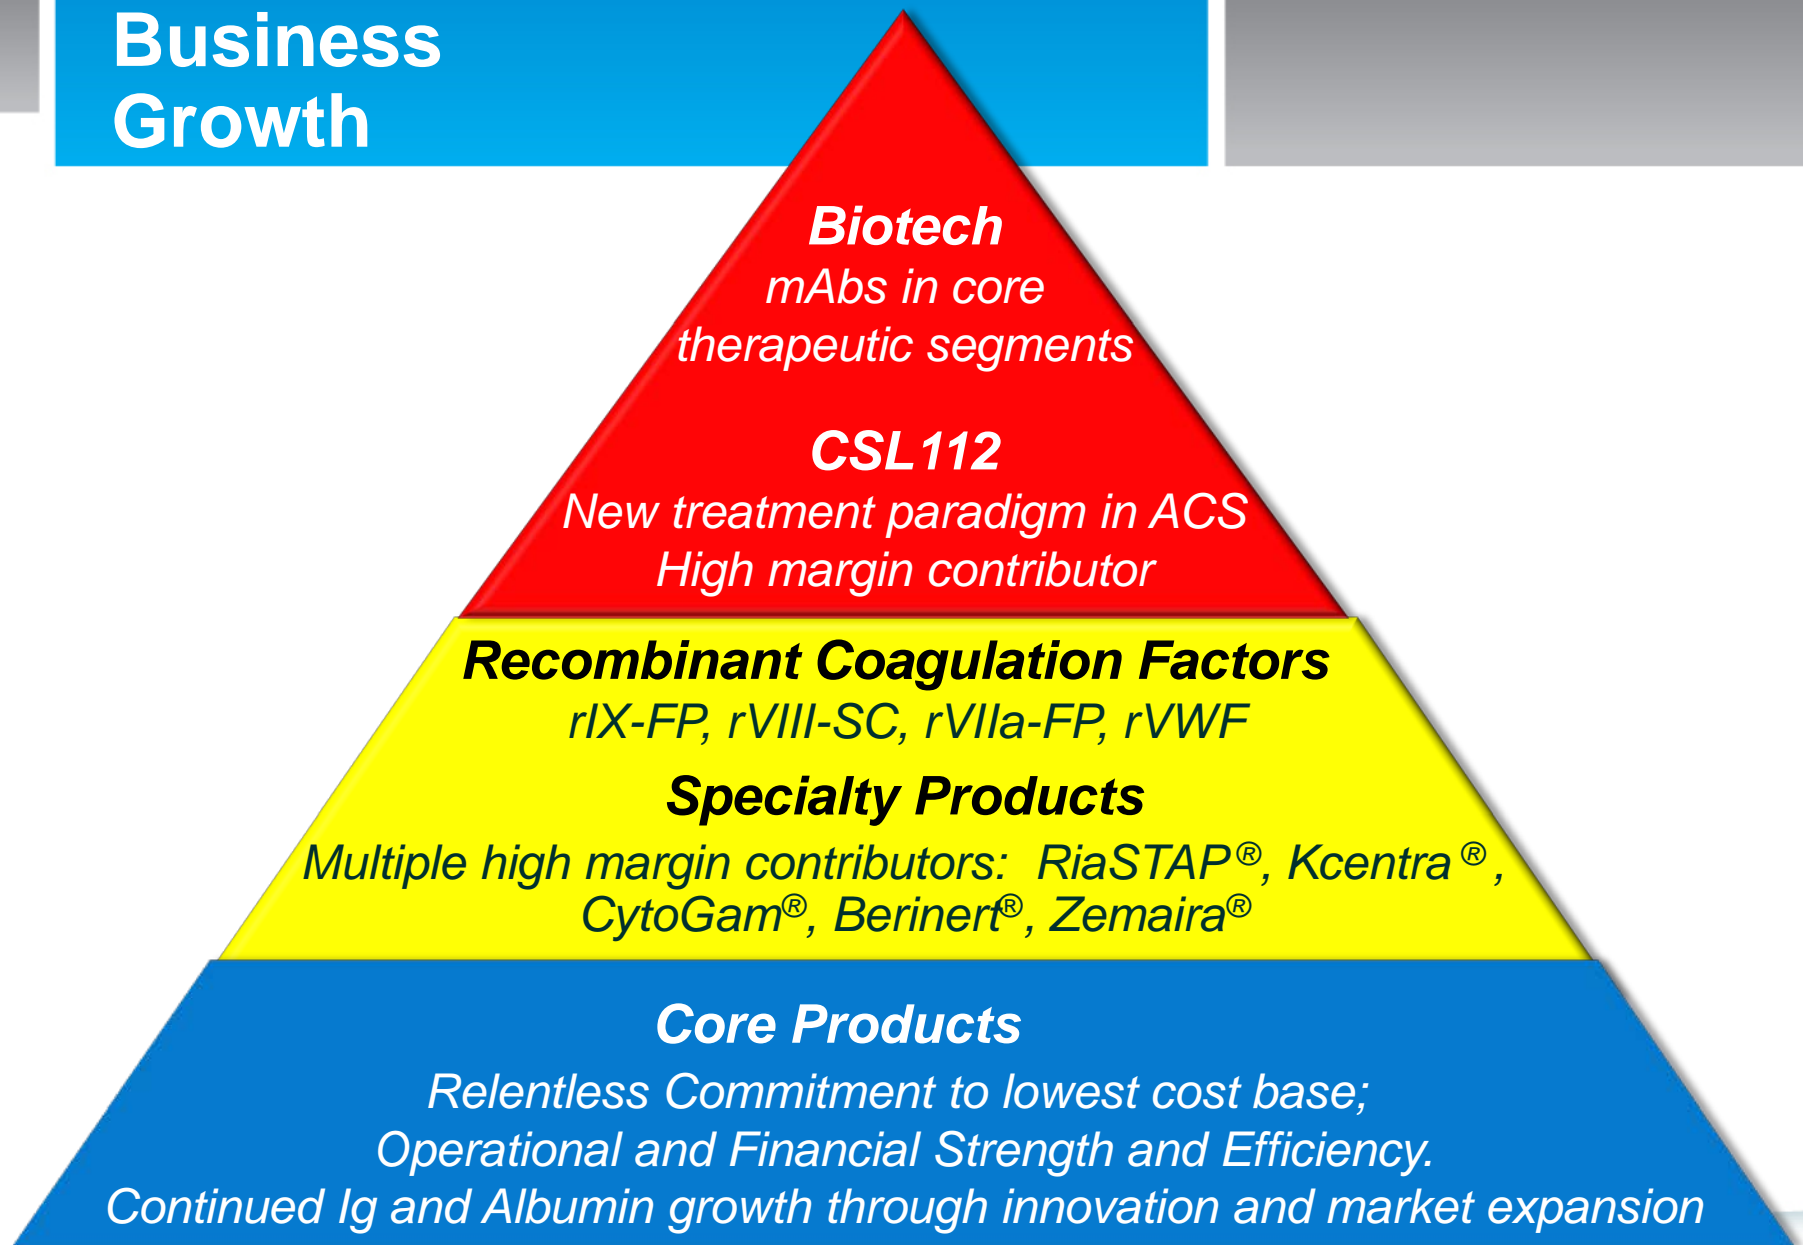 Business
Growth
Biotech
mAbs in core
therapeutic segments
CSL112
New treatment paradigm in ACS
High margin contributor
Recombinant Coagulation Factors
rIX-FP, rVIII-SC, rVIIa-FP, rVWF
Specialty Products
Multiple high margin contributors: RiaSTAP®, Kcentra ®,
CytoGam®, Berinert®, Zemaira®
Core Products
Relentless Commitment to lowest cost base;
Operational and Financial Strength and Efficiency.
Continued Ig and Albumin growth through innovation and market expansion